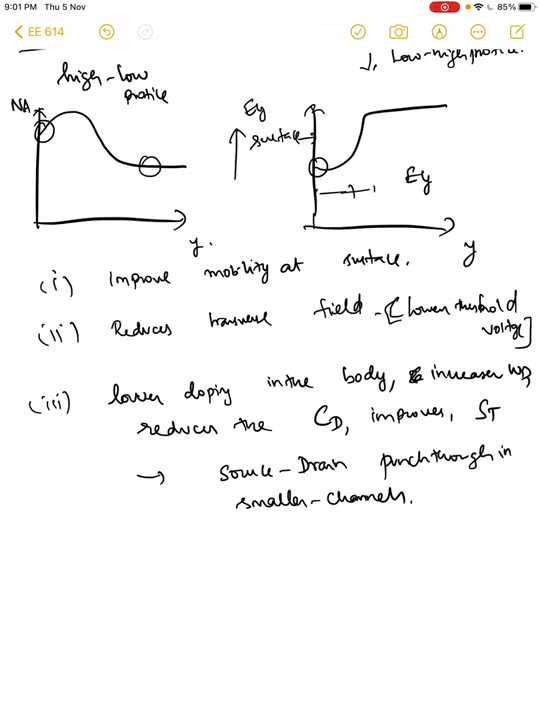 9:01 PM Thu 5 Nov
85%
EE 614
high-low
profile
low-high profile.
NA
y.
Ey
surface
Ey
y
(i) Improve mobility at surface.
(ii) Reduces transverse field - [lower threshold
voltge]
(iii) lower doping in the body, increases WD,
reduces the CD, improves, ST
→ Source-Drain punchthrough in
smaller-channels.